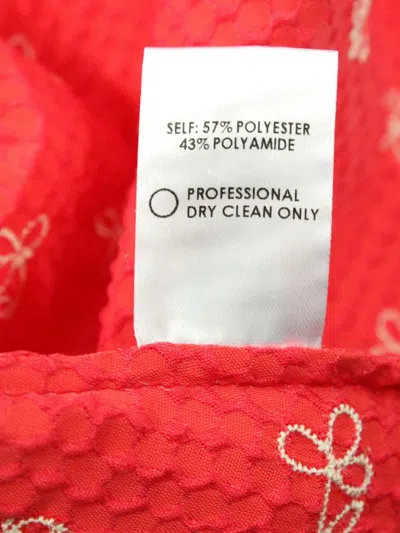 SELF: 57% POLYESTER
43% POLYAMIDE
PROFESSIONAL
DRY CLEAN ONLY